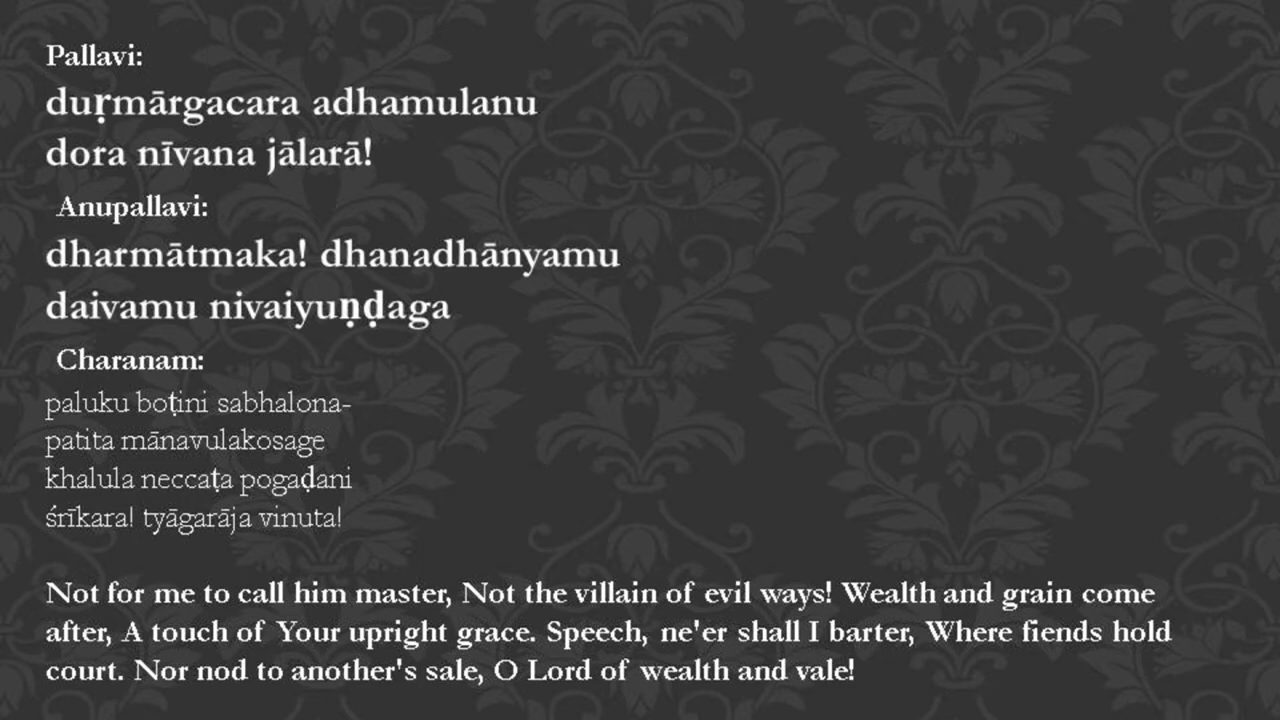 Pallavi:
duṛmārgacara adhamulanu
dora nīvana jālarā!
Anupallavi:
dharmātmaka! dhanadhānyamu
daivamu nivaiyuṇḍaga
Charanam:
paluku boṭini sabhalona-
patita mānavulakosage
khalula neccaṭa pogaḍani
śrīkara! tyāgarāja vinuta!
Not for me to call him master, Not the villain of evil ways! Wealth and grain come
after, A touch of Your upright grace. Speech, ne'er shall I barter, Where fiends hold
court. Nor nod to another's sale, O Lord of wealth and vale!